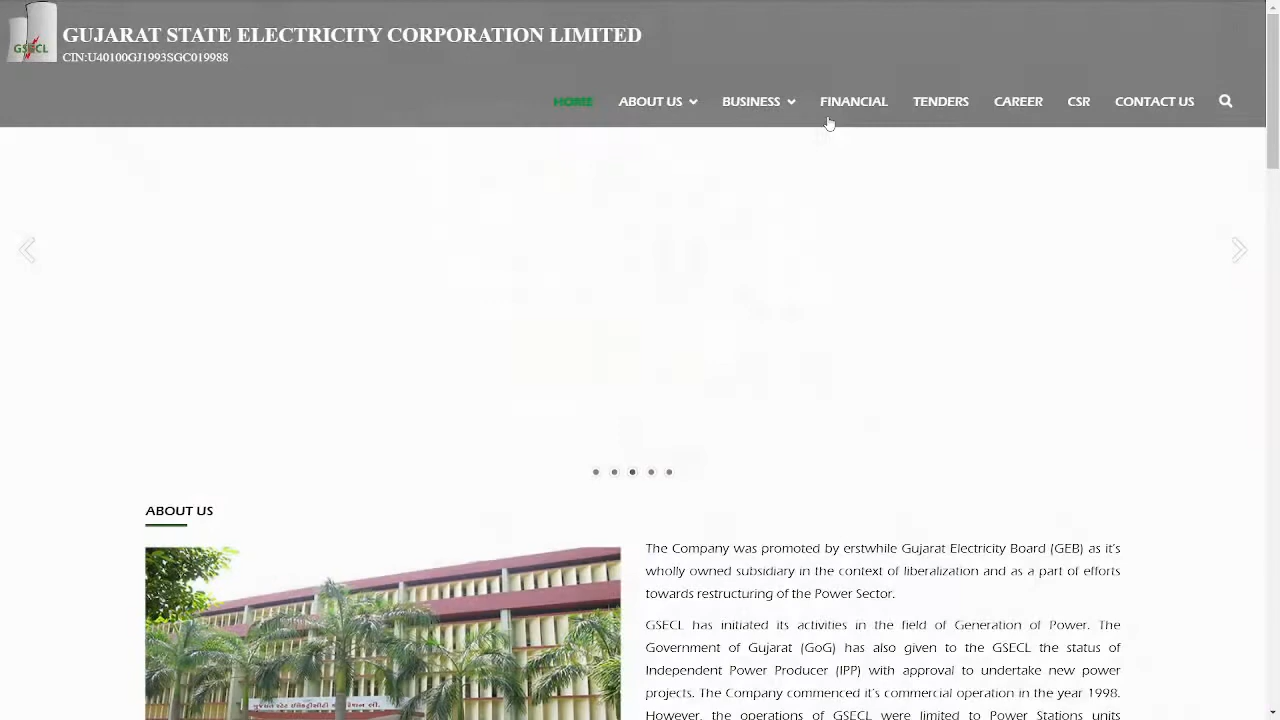 GSECL
GUJARAT STATE ELECTRICITY CORPORATION LIMITED
CIN:U40100GJ1993SGC019988
HOME ABOUT US BUSINESS FINANCIAL TENDERS CAREER CSR CONTACT US
ABOUT US
The Company was promoted by erstwhile Gujarat Electricity Board (GEB) as it's
wholly owned subsidiary in the context of liberalization and as a part of efforts
towards restructuring of the Power Sector.
GSECL has initiated its activities in the field of Generation of Power. The
Government of Gujarat (GoG) has also given to the GSECL the status of
Independent Power Producer (IPP) with approval to undertake new power
projects. The Company commenced it's commercial operation in the year 1998.
However, the operations of GSECL were limited to Power Stations units
ગુજરાત સ્ટેટ
લી.